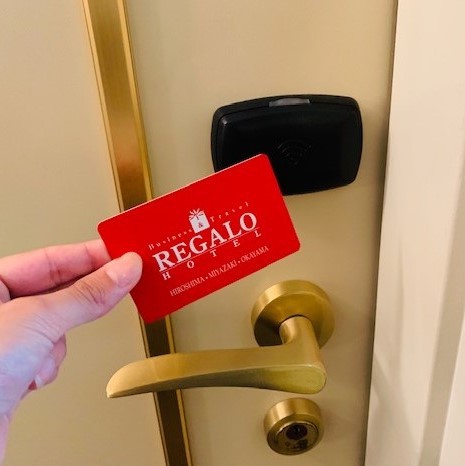 Business & Travel
REGALO
HOTEL
HIROSHIMA • MIYAZAKI • OKAYAMA